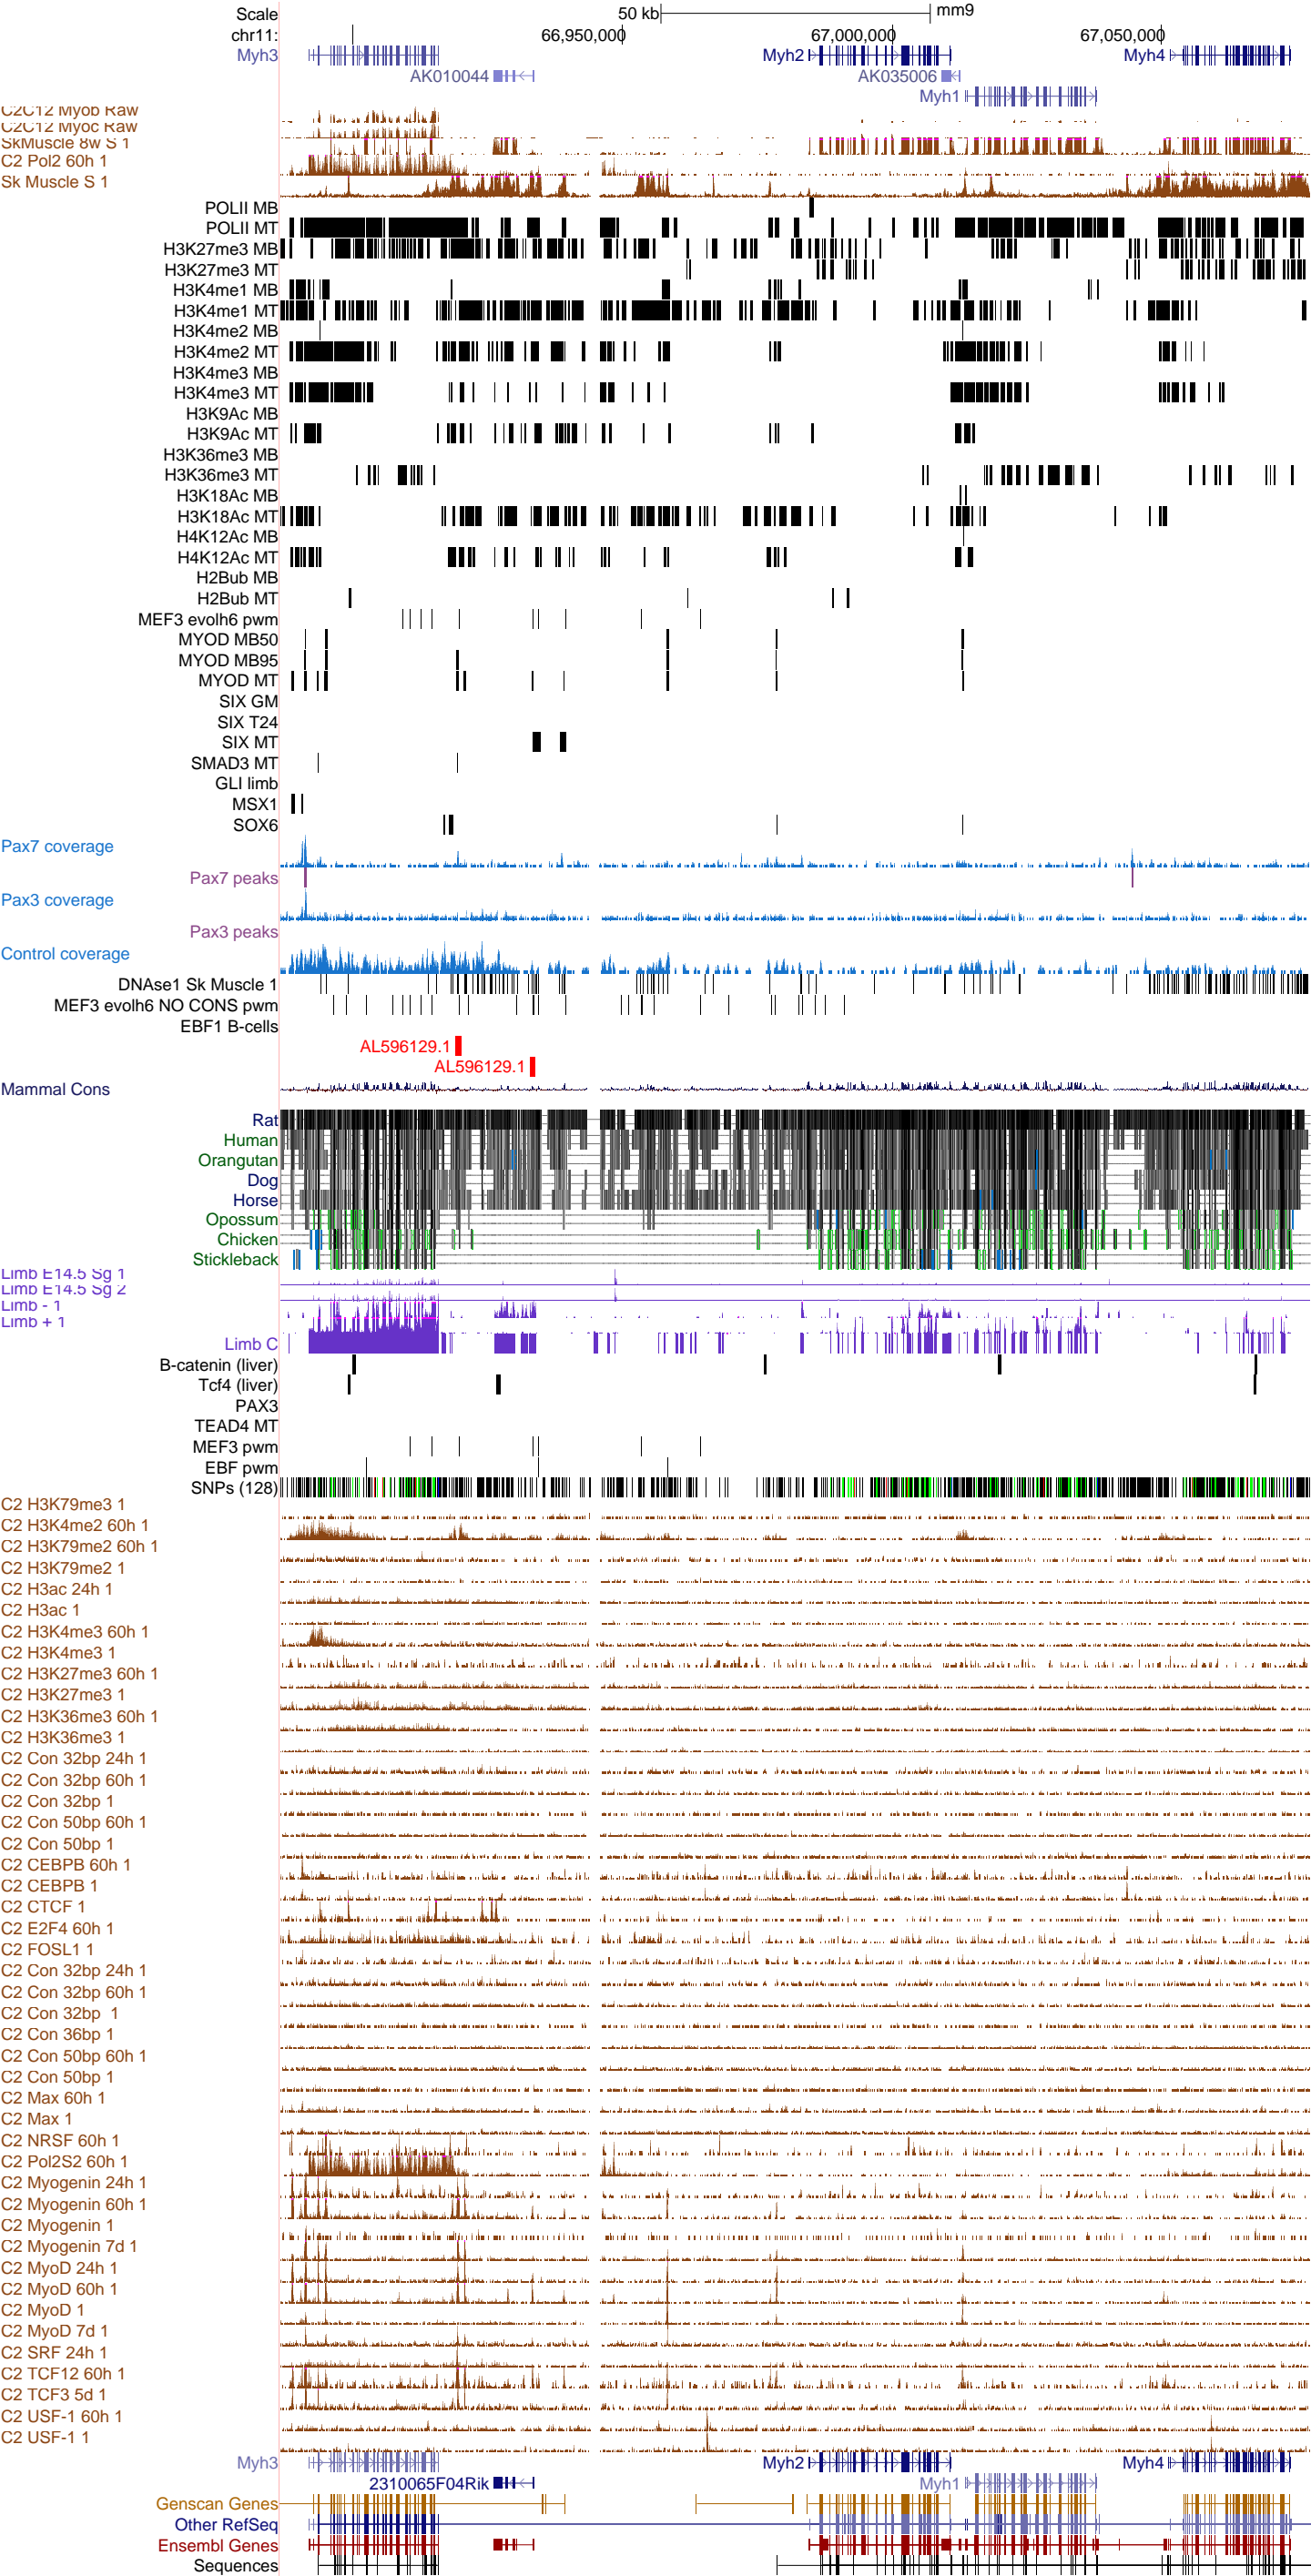 Scale 50 kb mm9
chr11: 66,950,000 67,000,000 67,050,000
Myh3 Myh2 Myh4
AK010044 AK035006
Myh1
C2C12 Myob Raw
C2C12 Myoc Raw
SkMuscle 8w S 1
C2 Pol2 60h 1
Sk Muscle S 1
POLII MB
POLII MT
H3K27me3 MB
H3K27me3 MT
H3K4me1 MB
H3K4me1 MT
H3K4me2 MB
H3K4me2 MT
H3K4me3 MB
H3K4me3 MT
H3K9Ac MB
H3K9Ac MT
H3K36me3 MB
H3K36me3 MT
H3K18Ac MB
H3K18Ac MT
H4K12Ac MB
H4K12Ac MT
H2Bub MB
H2Bub MT
MEF3 evolh6 pwm
MYOD MB50
MYOD MB95
MYOD MT
SIX GM
SIX T24
SIX MT
SMAD3 MT
GLI limb
MSX1
SOX6
Pax7 coverage
Pax7 peaks
Pax3 coverage
Pax3 peaks
Control coverage
DNAse1 Sk Muscle 1
MEF3 evolh6 NO CONS pwm
EBF1 B-cells
AL596129.1
AL596129.1
Mammal Cons
Rat
Human
Orangutan
Dog
Horse
Opossum
Chicken
Stickleback
Limb E14.5 Sg 1
Limb E14.5 Sg 2
Limb - 1
Limb + 1
Limb C
B-catenin (liver)
Tcf4 (liver)
PAX3
TEAD4 MT
MEF3 pwm
EBF pwm
SNPs (128)
C2 H3K79me3 1
C2 H3K4me2 60h 1
C2 H3K79me2 60h 1
C2 H3K79me2 1
C2 H3ac 24h 1
C2 H3ac 1
C2 H3K4me3 60h 1
C2 H3K4me3 1
C2 H3K27me3 60h 1
C2 H3K27me3 1
C2 H3K36me3 60h 1
C2 H3K36me3 1
C2 Con 32bp 24h 1
C2 Con 32bp 60h 1
C2 Con 32bp 1
C2 Con 50bp 60h 1
C2 Con 50bp 1
C2 CEBPB 60h 1
C2 CEBPB 1
C2 CTCF 1
C2 E2F4 60h 1
C2 FOSL1 1
C2 Con 32bp 24h 1
C2 Con 32bp 60h 1
C2 Con 32bp 1
C2 Con 36bp 1
C2 Con 50bp 60h 1
C2 Con 50bp 1
C2 Max 60h 1
C2 Max 1
C2 NRSF 60h 1
C2 Pol2S2 60h 1
C2 Myogenin 24h 1
C2 Myogenin 60h 1
C2 Myogenin 1
C2 Myogenin 7d 1
C2 MyoD 24h 1
C2 MyoD 60h 1
C2 MyoD 1
C2 MyoD 7d 1
C2 SRF 24h 1
C2 TCF12 60h 1
C2 TCF3 5d 1
C2 USF-1 60h 1
C2 USF-1 1
Myh3 Myh2 Myh4
2310065F04Rik Myh1
Genscan Genes
Other RefSeq
Ensembl Genes
Sequences